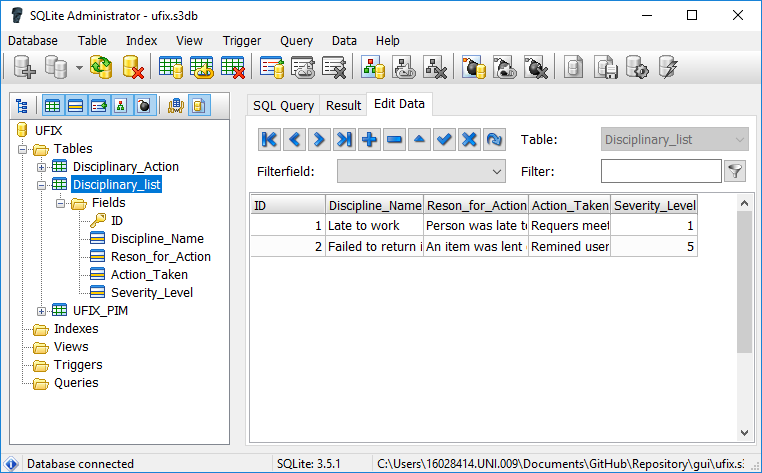 SQLite Administrator - ufix.s3db
Database Table Index View Trigger Query Data Help
SQL Query Result Edit Data
Table: Disciplinary_list
Filterfield: Filter:
UFIX
Tables
Disciplinary_Action
Disciplinary_list
Fields
ID
Discipline_Name
Reson_for_Action
Action_Taken
Severity_Level
UFIX_PIM
Indexes
Views
Triggers
Queries
ID Discipline_Name Reson_for_Action Action_Taken Severity_Level
1 Late to work Person was late to Requers meet 1
2 Failed to return i An item was lent Remined user 5
Database connected SQLite: 3.5.1 C:\Users\16028414.UNI.009\Documents\GitHub\Repository\gui\ufix.s3